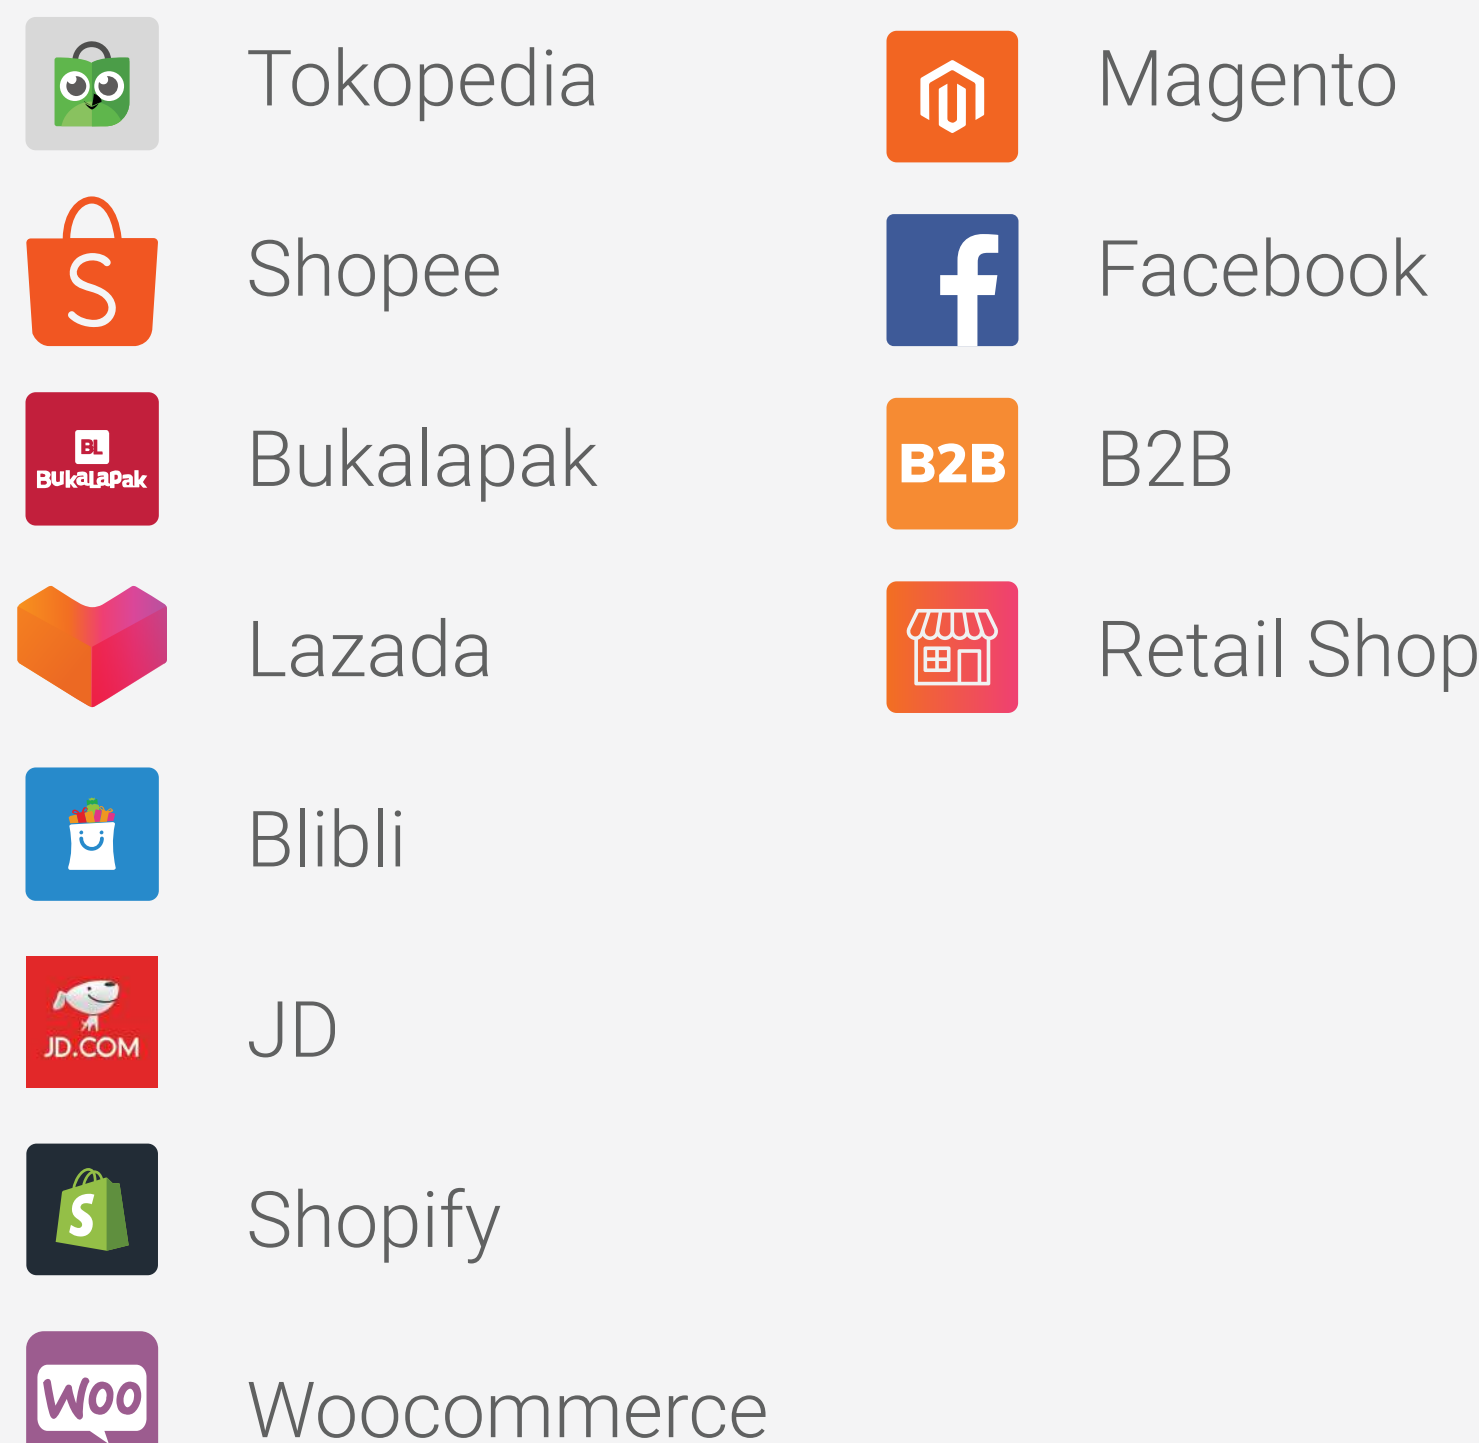 Tokopedia
S
Shopee
BL
BUKALAPAK
Bukalapak
Lazada
Blibli
JD.COM
JD
S
Shopify
WOO
Woocommerce
Magento
f
Facebook
B2B
B2B
Retail Shop